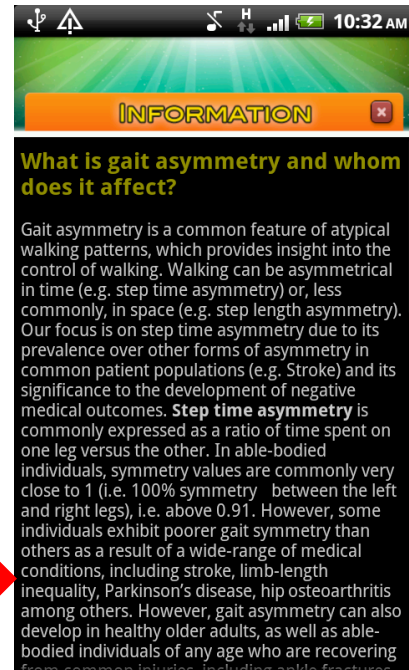 H
10:32 AM
INFORMATION
What is gait asymmetry and whom
does it affect?
Gait asymmetry is a common feature of atypical
walking patterns, which provides insight into the
control of walking. Walking can be asymmetrical
in time (e.g. step time asymmetry) or, less
commonly, in space (e.g. step length asymmetry).
Our focus is on step time asymmetry due to its
prevalence over other forms of asymmetry in
common patient populations (e.g. Stroke) and its
significance to the development of negative
medical outcomes. Step time asymmetry is
commonly expressed as a ratio of time spent on
one leg versus the other. In able-bodied
individuals, symmetry values are commonly very
close to 1 (i.e. 100% symmetry between the left
and right legs), i.e. above 0.91. However, some
individuals exhibit poorer gait symmetry than
others as a result of a wide-range of medical
conditions, including stroke, limb-length
inequality, Parkinson's disease, hip osteoarthritis
among others. However, gait asymmetry can also
develop in healthy older adults, as well as able-
bodied individuals of any age who are recovering
from common injuries, including ankle fractures